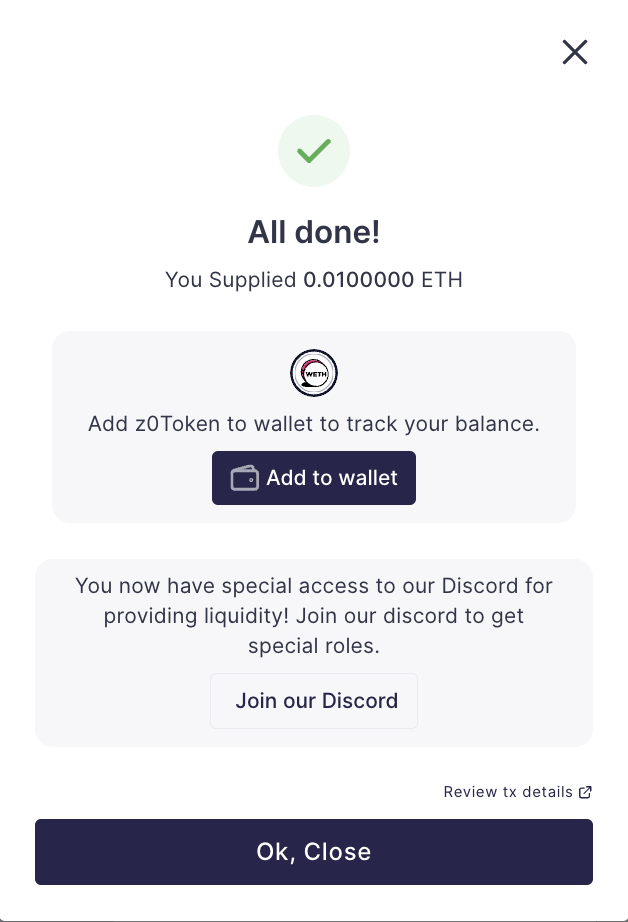 All done!
You Supplied 0.0100000 ETH
WETH
Add z0Token to wallet to track your balance.
Add to wallet
You now have special access to our Discord for
providing liquidity! Join our discord to get
special roles.
Join our Discord
Review tx details
Ok, Close